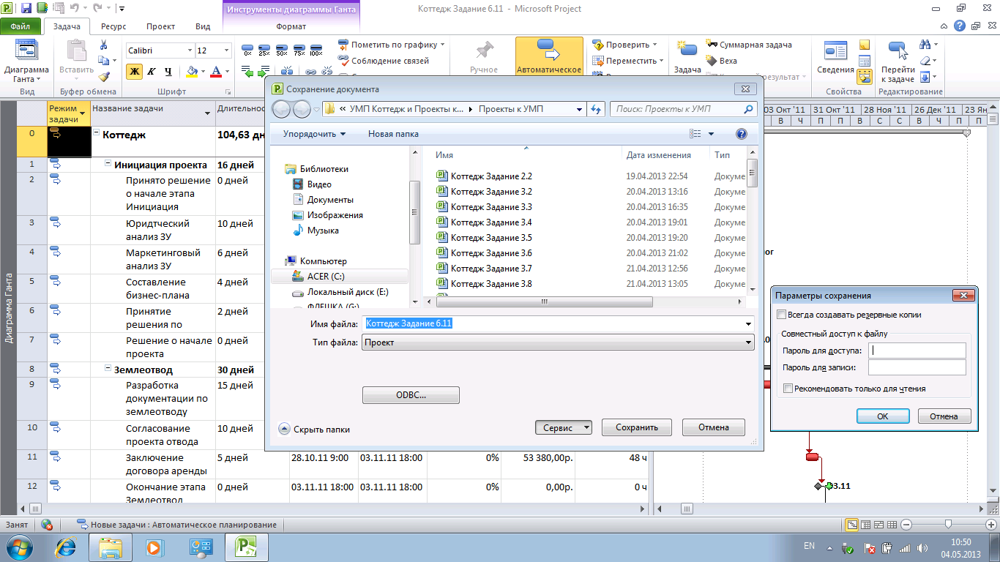 Инструменты диаграммы Ганта
Коттедж Задание 6.11 - Microsoft Project
Файл
Задача
Ресурс
Проект
Вид
Формат
Диаграмма
Ганта
Вид
Вставить
Буфер обмена
Calibri
12
Ж К Ч
Шрифт
0% 25% 50% 75% 100%
Пометить по графику
Соблюдение связей
Ручное
Автоматическое
Проверить
Переместить
Задача
Суммарная задача
Веха
Сведения
Свойства
Перейти
к задаче
Редактирование
Диаграмма Ганта
Режим
задачи
Название задачи
Длительнос
03 Окт '11
31 Окт '11
28 Ноя '11
26 Дек '11
23 Ян
В Ч П П В С С Ч В П П
0
Коттедж
104,63 дн
1
Инициация проекта
16 дней
2
Принято решение
о начале этапа
Инициация
0 дней
3
Юридтческий
анализ ЗУ
10 дней
4
Маркетинговый
анализ ЗУ
6 дней
5
Составление
бизнес-плана
4 дней
6
Принятие
решения по
2 дней
7
Решение о начале
проекта
0 дней
8
Землеотвод
30 дней
9
Разработка
документации по
землеотводу
15 дней
10
Согласование
проекта отвода
10 дней
11
Заключение
договора аренды
5 дней
28.10.11 9:00
03.11.11 18:00
0%
53 380,00р.
48 ч
12
Окончание этапа
Землеотвод
0 дней
03.11.11 18:00
03.11.11 18:00
0%
0,00р.
0 ч
03.11
Сохранение документа
« УМП Коттедж и Проекты к...
Проекты к УМП
Поиск: Проекты к УМП
Упорядочить
Новая папка
Библиотеки
Видео
Документы
Изображения
Музыка
Компьютер
ACER (C:)
Локальный диск (E:)
ФЛЕШКА (G:)
Имя
Дата изменения
Тип
Коттедж Задание 2.2
19.04.2013 22:54
Докуме
Коттедж Задание 3.2
20.04.2013 13:16
Докуме
Коттедж Задание 3.3
20.04.2013 16:35
Докуме
Коттедж Задание 3.4
20.04.2013 19:01
Докуме
Коттедж Задание 3.5
20.04.2013 19:20
Докуме
Коттедж Задание 3.6
20.04.2013 21:02
Докуме
Коттедж Задание 3.7
21.04.2013 12:56
Докуме
Коттедж Задание 3.8
21.04.2013 13:05
Докуме
Имя файла:
Коттедж Задание 6.11
Тип файла:
Проект
ODBC...
Скрыть папки
Сервис
Сохранить
Отмена
Параметры сохранения
Всегда создавать резервные копии
Совместный доступ к файлу
Пароль для доступа:
Пароль для записи:
Рекомендовать только для чтения
OK
Отмена
Занят
Новые задачи : Автоматическое планирование
EN
10:50
04.05.2013